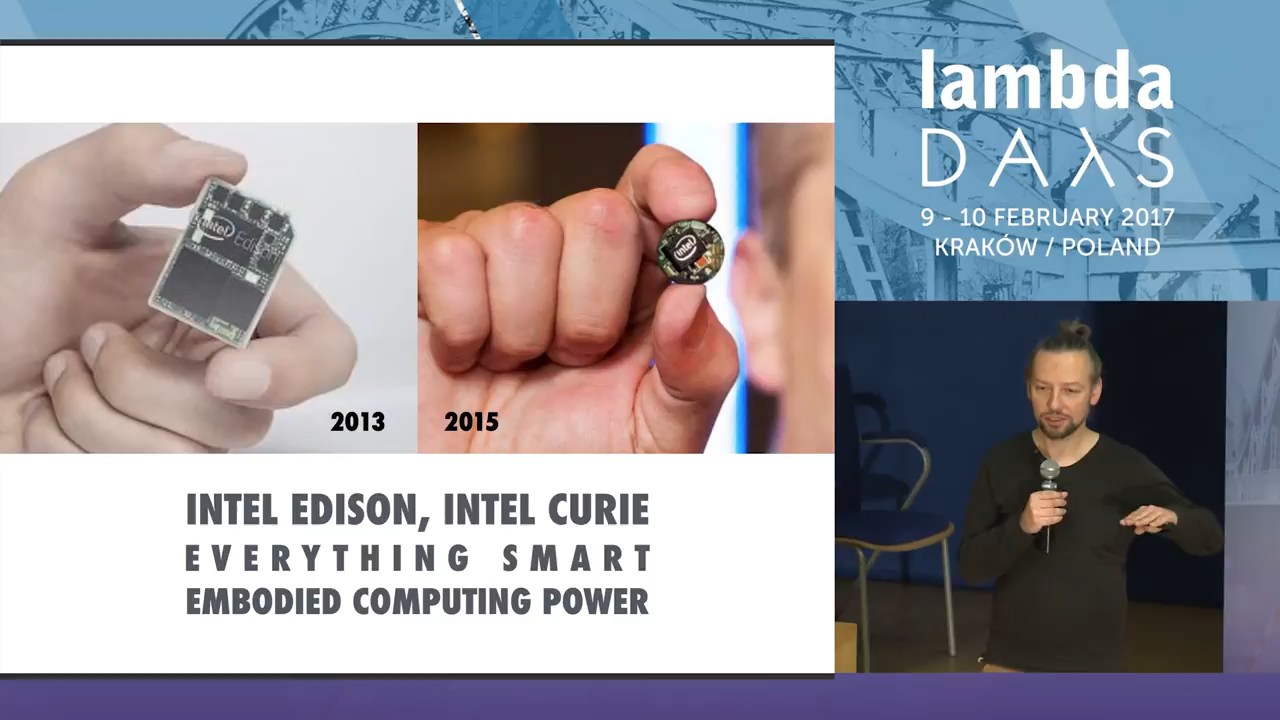 intel Edison
intel
2013
2015
INTEL EDISON, INTEL CURIE
EVERYTHING SMART
EMBODIED COMPUTING POWER
lambda
DAλS
9 - 10 FEBRUARY 2017
KRAKÓW / POLAND